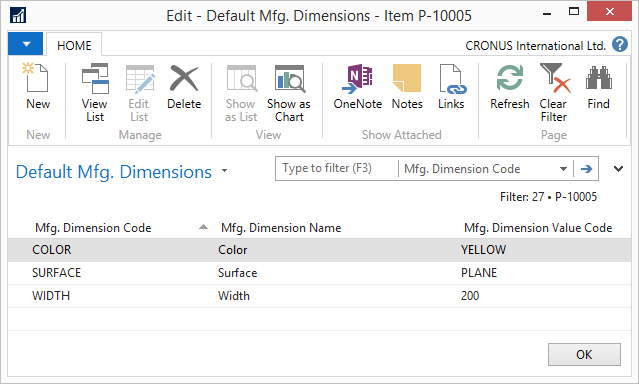 Edit - Default Mfg. Dimensions - Item P-10005
HOME
CRONUS International Ltd.
New
View List
Edit List
Delete
Show as List
Show as Chart
OneNote
Notes
Links
Refresh
Clear Filter
Find
New
Manage
View
Show Attached
Page
Default Mfg. Dimensions
Type to filter (F3)
Mfg. Dimension Code
Filter: 27 • P-10005
Mfg. Dimension Code Mfg. Dimension Name Mfg. Dimension Value Code
COLOR Color YELLOW
SURFACE Surface PLANE
WIDTH Width 200
OK